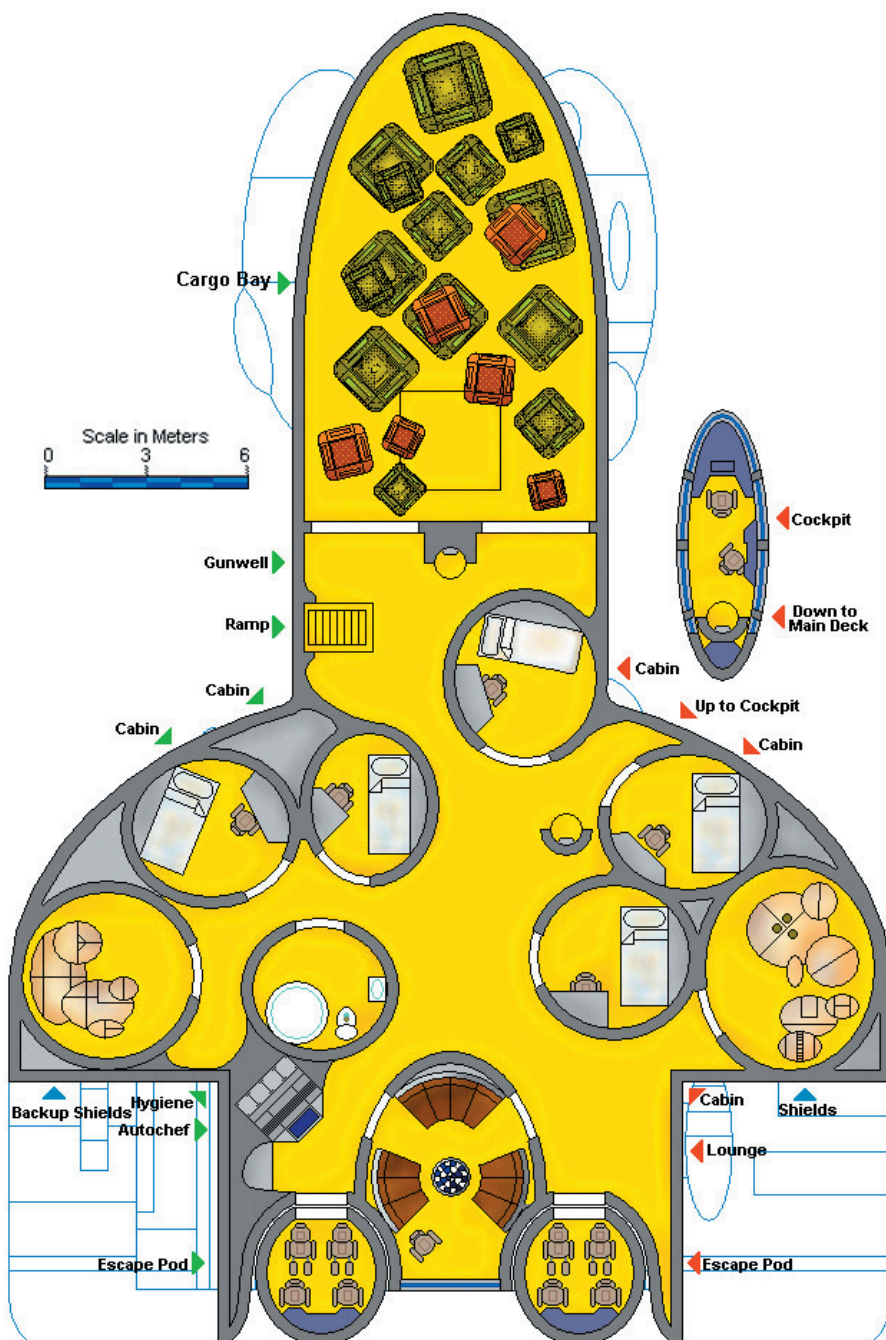 Cargo Bay
Scale in Meters
0 3 6
Cockpit
Gunwell
Down to
Main Deck
Ramp
Cabin
Cabin
Up to Cockpit
Cabin
Cabin
Backup Shields
Hygiene
Autochef
Cabin
Shields
Lounge
Escape Pod
Escape Pod